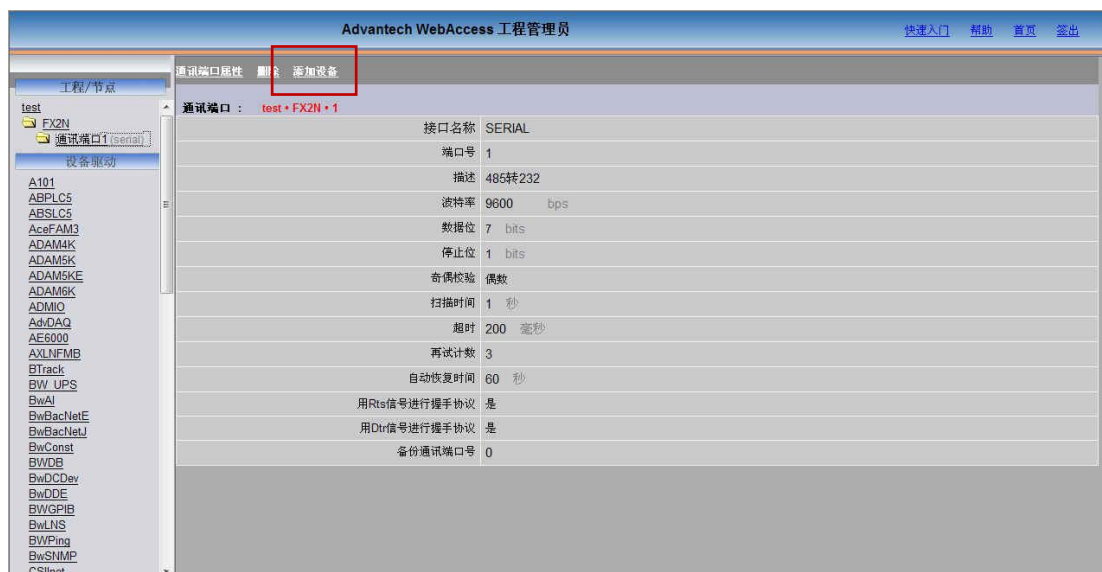 Advantech WebAccess 工程管理员
快速入门 帮助 首页 签出
通讯端口属性 删除 添加设备
工程/节点
test
FX2N
通讯端口1 (serial)
设备驱动
A101
ABPLC5
ABSLC5
AceFAM3
ADAM4K
ADAM5K
ADAM5KE
ADAM6K
ADMIO
AdvDAQ
AE6000
AXLNFMB
BTrack
BW_UPS
BwAI
BwBacNetE
BwBacNetJ
BwConst
BWDB
BwDCDev
BwDDE
BWGPIB
BwLNS
BWPing
BwSNMP
通讯端口 : test • FX2N • 1
接口名称 SERIAL
端口号 1
描述 485转232
波特率 9600 bps
数据位 7 bits
停止位 1 bits
奇偶校验 偶数
扫描时间 1 秒
超时 200 毫秒
再试计数 3
自动恢复时间 60 秒
用Rts信号进行握手协议 是
用Dtr信号进行握手协议 是
备份通讯端口号 0